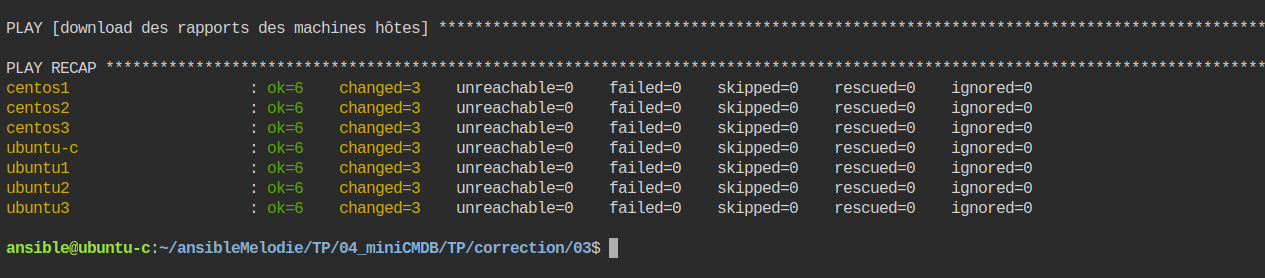 PLAY [download des rapports des machines hôtes] ********************************************************************************************
PLAY RECAP *********************************************************************************************************************************
centos1                    : ok=6    changed=3    unreachable=0    failed=0    skipped=0    rescued=0    ignored=0
centos2                    : ok=6    changed=3    unreachable=0    failed=0    skipped=0    rescued=0    ignored=0
centos3                    : ok=6    changed=3    unreachable=0    failed=0    skipped=0    rescued=0    ignored=0
ubuntu-c                   : ok=6    changed=3    unreachable=0    failed=0    skipped=0    rescued=0    ignored=0
ubuntu1                    : ok=6    changed=3    unreachable=0    failed=0    skipped=0    rescued=0    ignored=0
ubuntu2                    : ok=6    changed=3    unreachable=0    failed=0    skipped=0    rescued=0    ignored=0
ubuntu3                    : ok=6    changed=3    unreachable=0    failed=0    skipped=0    rescued=0    ignored=0
ansible@ubuntu-c:~/ansibleMelodie/TP/04_miniCMDB/TP/correction/03$